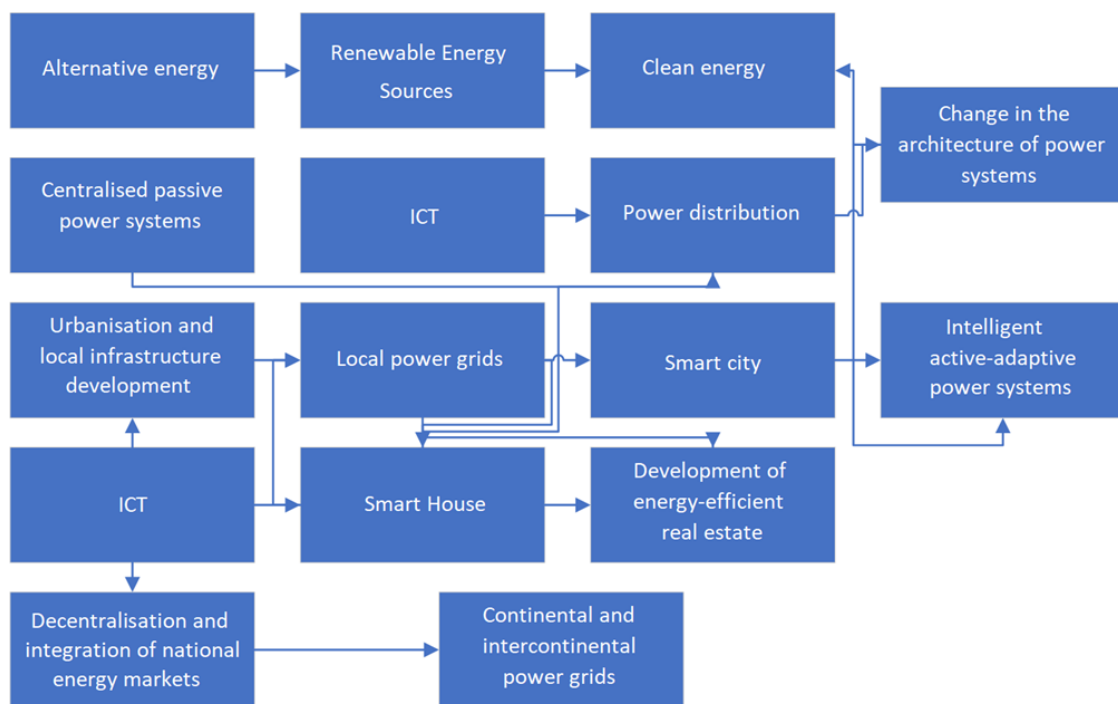 Alternative energy
Renewable Energy
Sources
Clean energy
Change in the
architecture of power
systems
Centralised passive
power systems
ICT
Power distribution
Urbanisation and
local infrastructure
development
Local power grids
Smart city
Intelligent
active-adaptive
power systems
ICT
Smart House
Development of
energy-efficient
real estate
Decentralisation and
integration of national
energy markets
Continental and
intercontinental
power grids